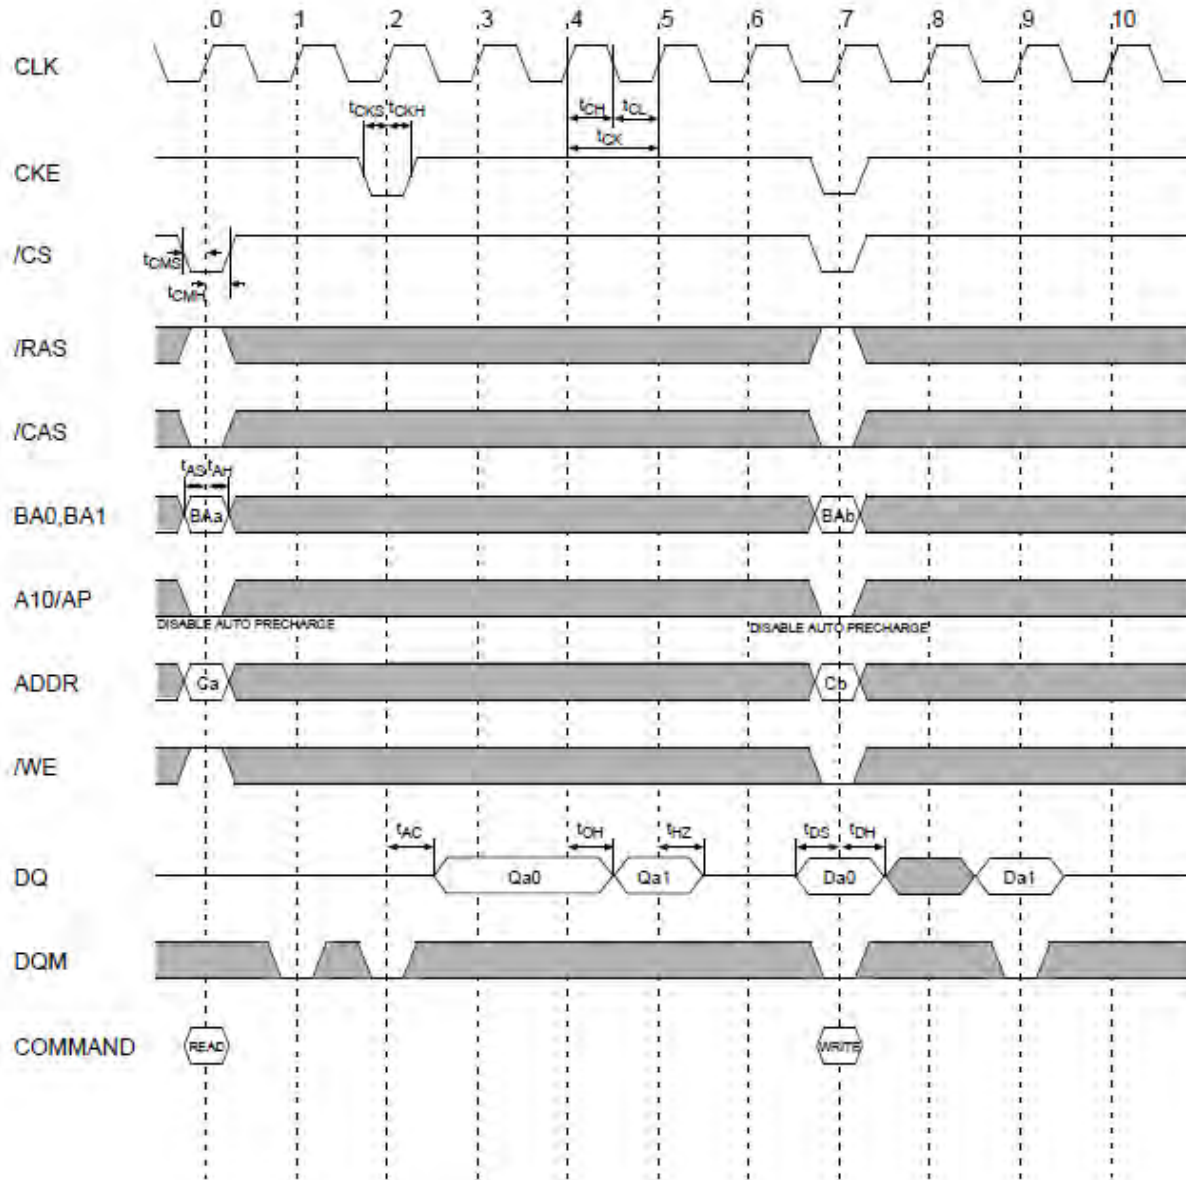 0 1 2 3 4 5 6 7 8 9 10
CLK
tCKS tCKH tCH tCL
tCK
CKE
/CS
tCMS
tCMH
/RAS
/CAS
tAS tAH
BA0,BA1 BAa BAb
A10/AP
DISABLE AUTO PRECHARGE DISABLE AUTO PRECHARGE
ADDR Ca Cb
/WE
tAC tOH tHZ tDS tDH
DQ Qa0 Qa1 Da0 Da1
DQM
COMMAND READ WRITE